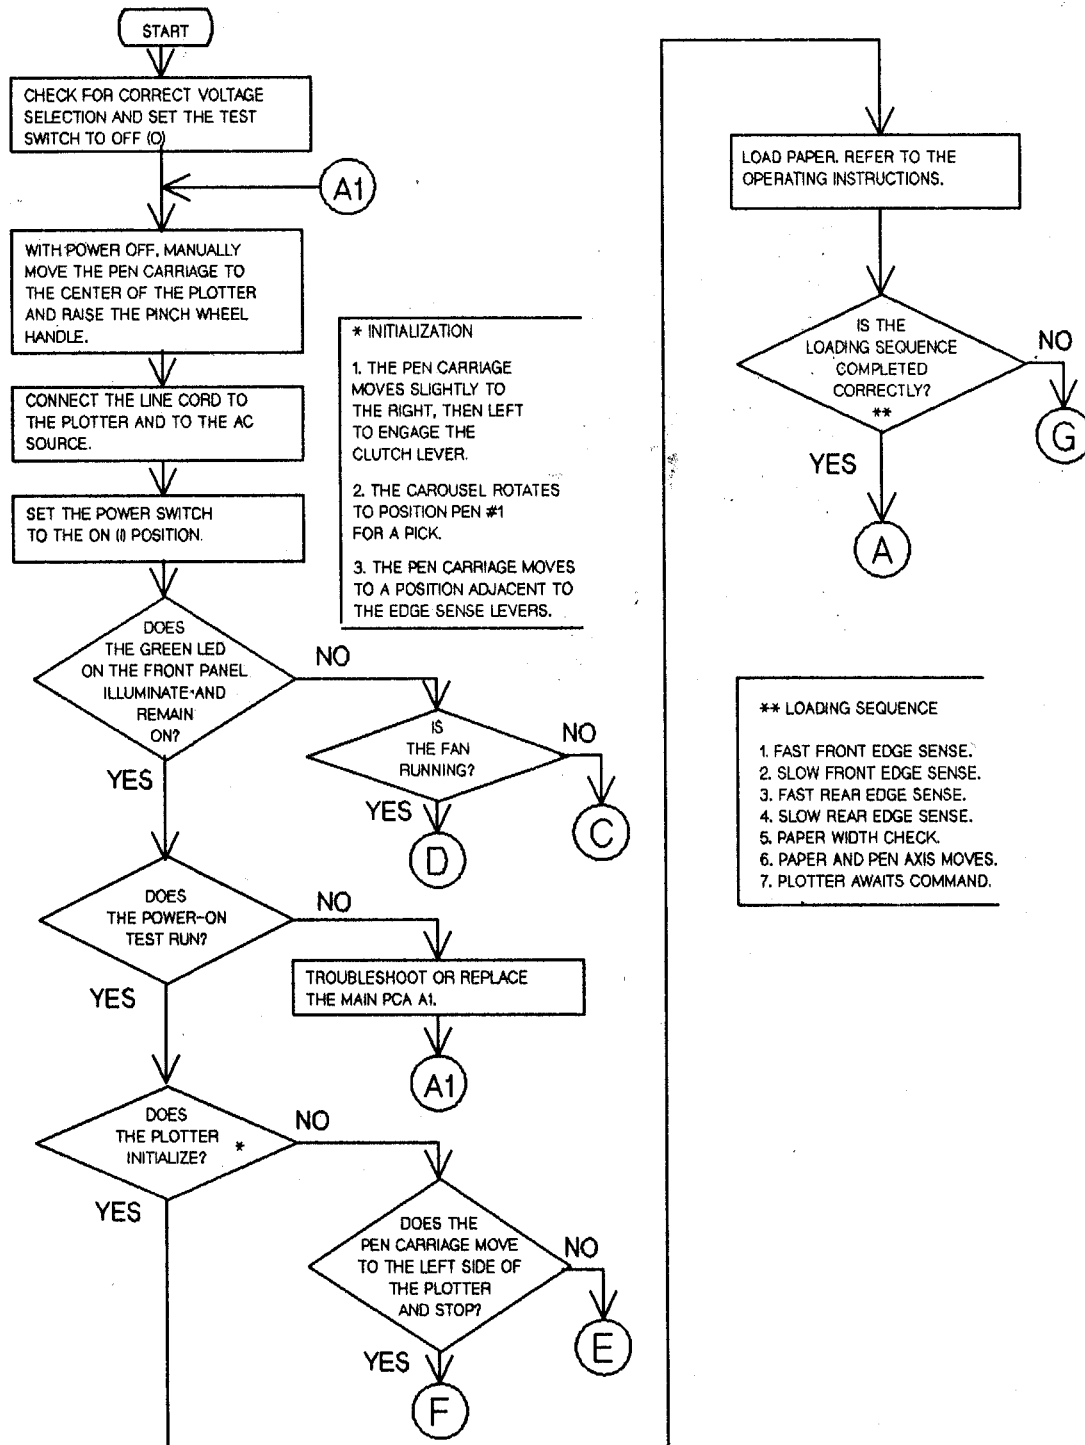 START
CHECK FOR CORRECT VOLTAGE
SELECTION AND SET THE TEST
SWITCH TO OFF (O)
A1
WITH POWER OFF, MANUALLY
MOVE THE PEN CARRIAGE TO
THE CENTER OF THE PLOTTER
AND RAISE THE PINCH WHEEL
HANDLE.
CONNECT THE LINE CORD TO
THE PLOTTER AND TO THE AC
SOURCE.
SET THE POWER SWITCH
TO THE ON (I) POSITION.
DOES
THE GREEN LED
ON THE FRONT PANEL
ILLUMINATE AND
REMAIN
ON?
NO
YES
IS
THE FAN
RUNNING?
NO
YES
C
D
DOES
THE POWER-ON
TEST RUN?
NO
YES
TROUBLESHOOT OR REPLACE
THE MAIN PCA A1.
A1
DOES
THE PLOTTER
INITIALIZE? *
NO
YES
DOES THE
PEN CARRIAGE MOVE
TO THE LEFT SIDE OF
THE PLOTTER
AND STOP?
NO
YES
E
F
* INITIALIZATION
1. THE PEN CARRIAGE
MOVES SLIGHTLY TO
THE RIGHT, THEN LEFT
TO ENGAGE THE
CLUTCH LEVER.
2. THE CAROUSEL ROTATES
TO POSITION PEN #1
FOR A PICK.
3. THE PEN CARRIAGE MOVES
TO A POSITION ADJACENT TO
THE EDGE SENSE LEVERS.
LOAD PAPER. REFER TO THE
OPERATING INSTRUCTIONS.
IS THE
LOADING SEQUENCE
COMPLETED
CORRECTLY?
**
NO
YES
G
A
** LOADING SEQUENCE
1. FAST FRONT EDGE SENSE.
2. SLOW FRONT EDGE SENSE.
3. FAST REAR EDGE SENSE.
4. SLOW REAR EDGE SENSE.
5. PAPER WIDTH CHECK.
6. PAPER AND PEN AXIS MOVES.
7. PLOTTER AWAITS COMMAND.